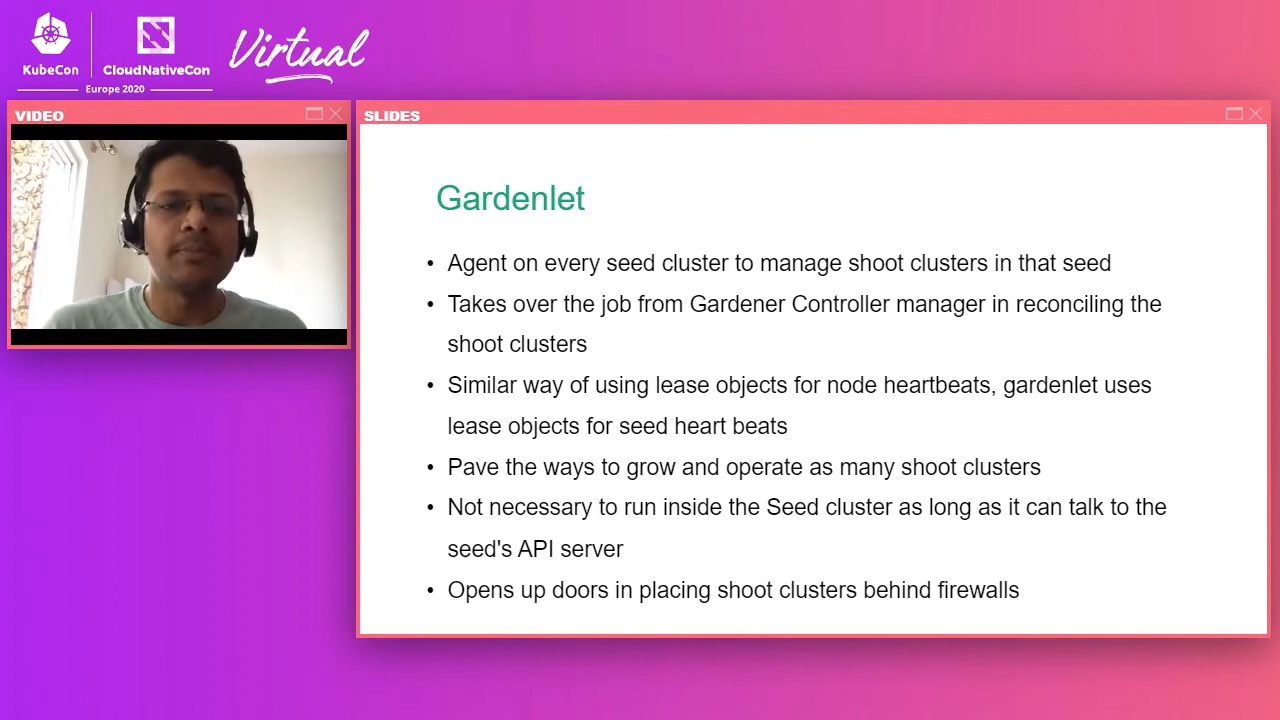 KubeCon
CloudNativeCon
Europe 2020
Virtual
VIDEO
SLIDES
Gardenlet
• Agent on every seed cluster to manage shoot clusters in that seed
• Takes over the job from Gardener Controller manager in reconciling the
shoot clusters
• Similar way of using lease objects for node heartbeats, gardenlet uses
lease objects for seed heart beats
• Pave the ways to grow and operate as many shoot clusters
• Not necessary to run inside the Seed cluster as long as it can talk to the
seed's API server
• Opens up doors in placing shoot clusters behind firewalls